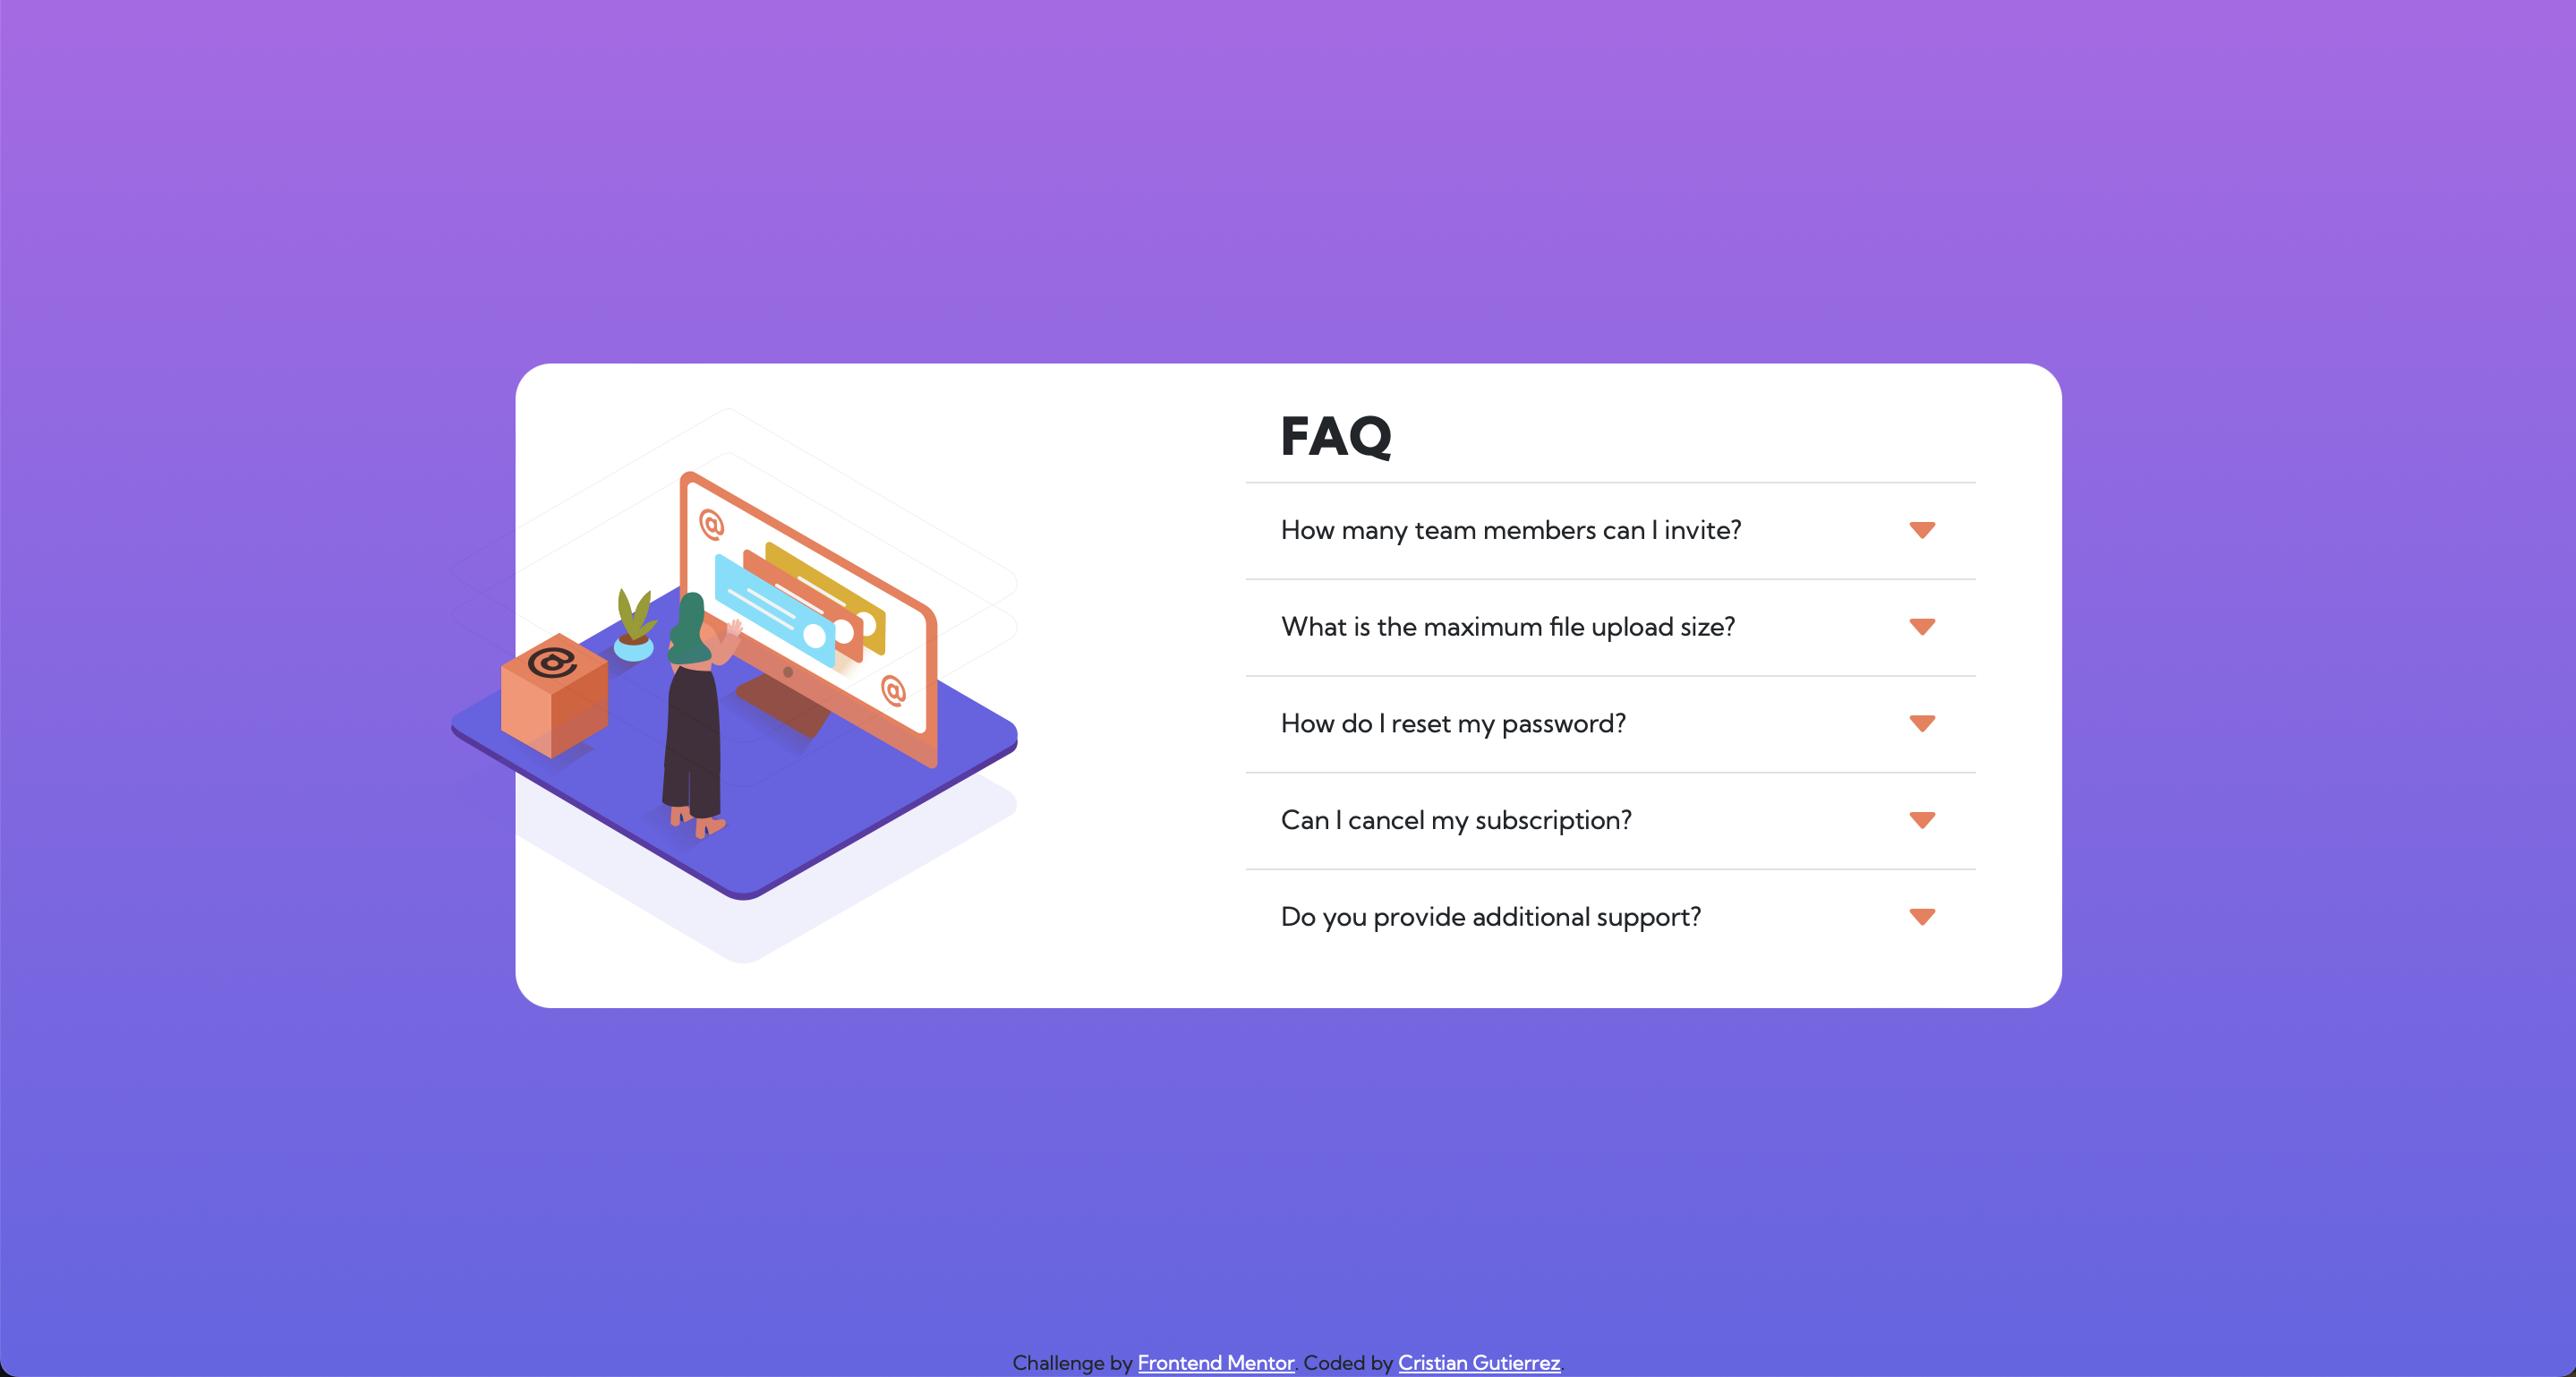 FAQ
How many team members can I invite?
What is the maximum file upload size?
How do I reset my password?
Can I cancel my subscription?
Do you provide additional support?
@
@
@
Challenge by Frontend Mentor. Coded by Cristian Gutierrez.